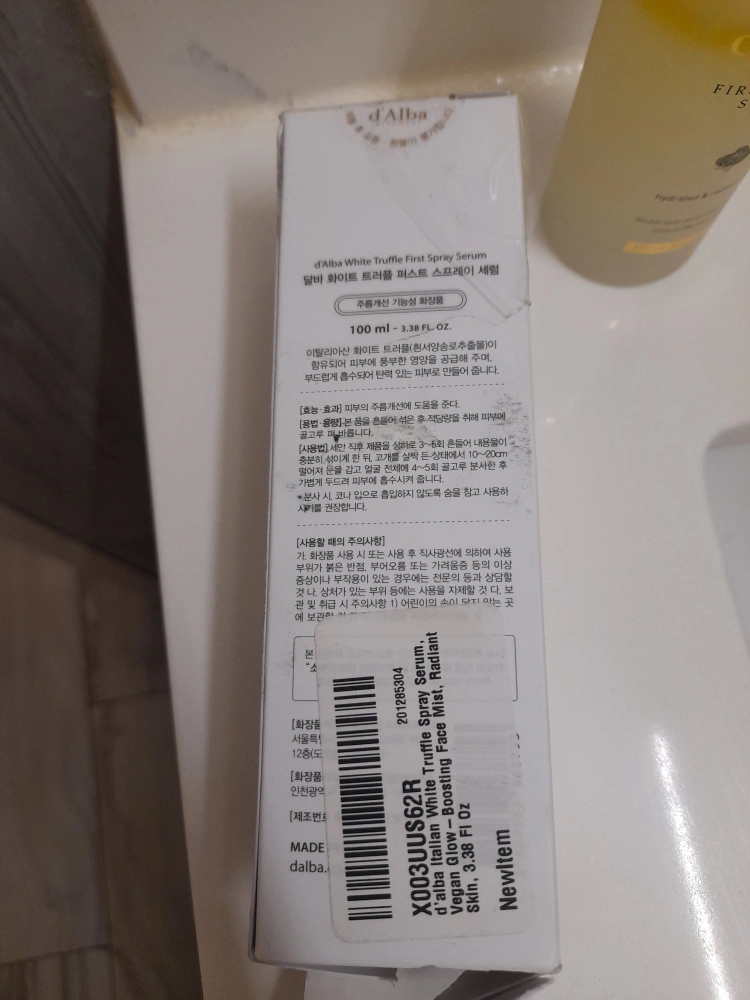 d'Alba
d'Alba White Truffle First Spray Serum
달바 화이트 트러플 퍼스트 스프레이 세럼
주름개선 기능성 화장품
100 ml - 3.38 FL. OZ.
이탈리아산 화이트 트러플(흰서양송로추출물)이
함유되어 피부에 풍부한 영양을 공급해 주며,
부드럽게 흡수되어 탄력 있는 피부로 만들어 줍니다.
[효능·효과] 피부의 주름개선에 도움을 준다.
[용법·용량] 본 품을 흔들어 섞은 후 적당량을 취해 피부에
골고루 펴 바릅니다.
[사용법] 세안 직후 제품을 상하로 3~5회 흔들어 내용물이
충분히 섞이게 한 뒤, 고개를 살짝 든 상태에서 10~20cm
떨어져 눈을 감고 얼굴 전체에 4~5회 골고루 분사한 후
가볍게 두드려 피부에 흡수시켜 줍니다.
*분사 시, 코나 입으로 흡입하지 않도록 숨을 참고 사용하
시기를 권장합니다.
[사용할 때의 주의사항]
가. 화장품 사용 시 또는 사용 후 직사광선에 의하여 사용
부위가 붉은 반점, 부어오름 또는 가려움증 등의 이상
증상이나 부작용이 있는 경우에는 전문의 등과 상담할
것 나. 상처가 있는 부위 등에는 사용을 자제할 것 다. 보
관 및 취급 시 주의사항 1) 어린이의 손이 닿지 않는 곳
에 보관할
본
"소
[화장품
서울특
12층(도
[화장품
인천광역
[제조번호
MADE
dalba.
201285304
X003UUS62R
d'alba Italian White Truffle Spray Serum,
Vegan Glow – Boosting Face Mist, Radiant
Skin, 3.38 Fl Oz
NewItem
FIR
S
hydrated &